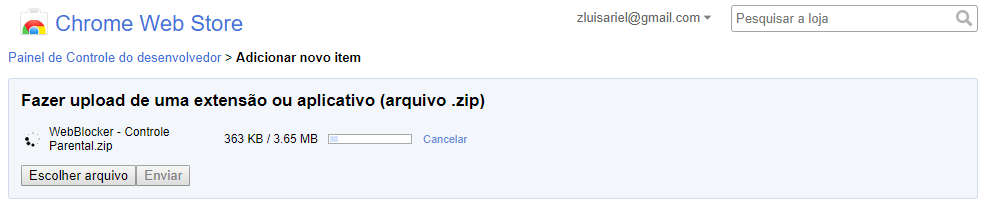 Chrome Web Store
zluisariel@gmail.com
Pesquisar a loja
Painel de Controle do desenvolvedor > Adicionar novo item
Fazer upload de uma extensão ou aplicativo (arquivo .zip)
WebBlocker - Controle
Parental.zip
363 KB / 3.65 MB
Cancelar
Escolher arquivo
Enviar